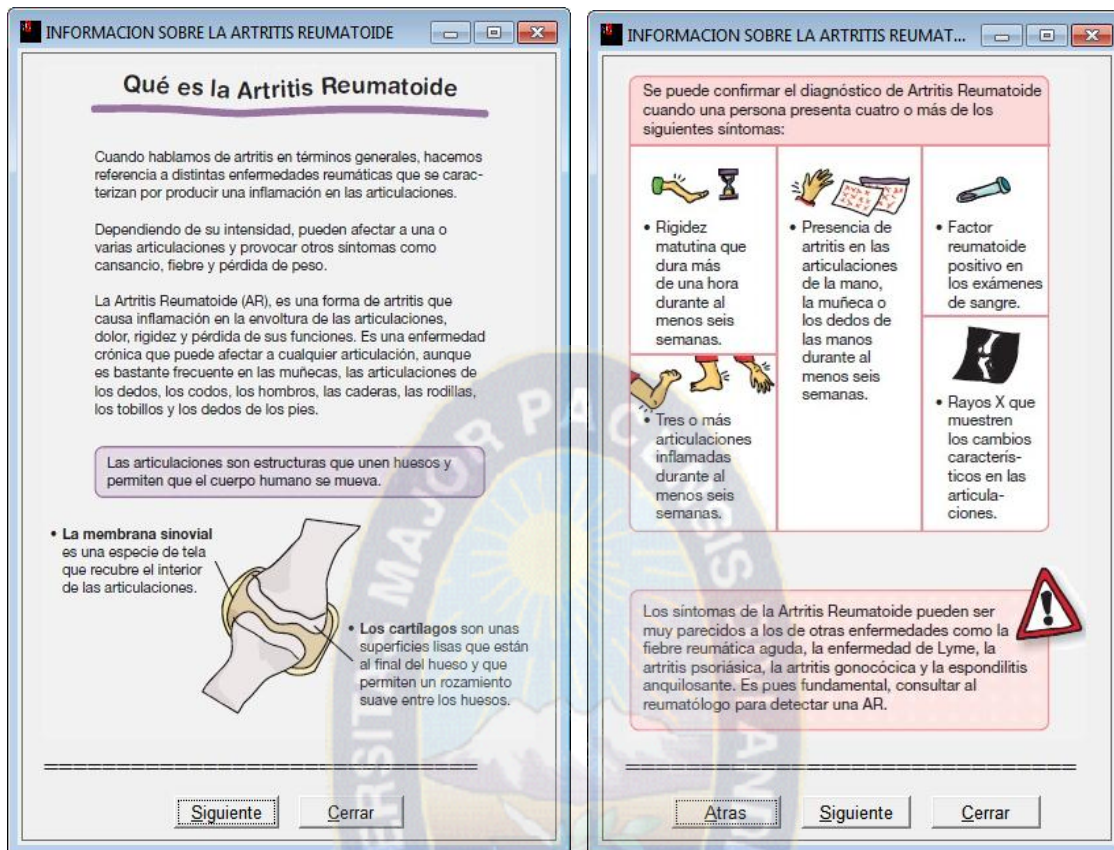 INFORMACION SOBRE LA ARTRITIS REUMATOIDE
Qué es la Artritis Reumatoide
Cuando hablamos de artritis en términos generales, hacemos
referencia a distintas enfermedades reumáticas que se carac-
terizan por producir una inflamación en las articulaciones.
Dependiendo de su intensidad, pueden afectar a una o
varias articulaciones y provocar otros síntomas como
cansancio, fiebre y pérdida de peso.
La Artritis Reumatoide (AR), es una forma de artritis que
causa inflamación en la envoltura de las articulaciones,
dolor, rigidez y pérdida de sus funciones. Es una enfermedad
crónica que puede afectar a cualquier articulación, aunque
es bastante frecuente en las muñecas, las articulaciones de
los dedos, los codos, los hombros, las caderas, las rodillas,
los tobillos y los dedos de los pies.
Las articulaciones son estructuras que unen huesos y
permiten que el cuerpo humano se mueva.
• La membrana sinovial
es una especie de tela
que recubre el interior
de las articulaciones.
• Los cartílagos son unas
superficies lisas que están
al final del hueso y que
permiten un rozamiento
suave entre los huesos.
==============================
Siguiente
Cerrar
INFORMACION SOBRE LA ARTRITIS REUMAT...
Se puede confirmar el diagnóstico de Artritis Reumatoide
cuando una persona presenta cuatro o más de los
siguientes síntomas:
• Rigidez
matutina que
dura más
de una hora
durante al
menos seis
semanas.
• Tres o más
articulaciones
inflamadas
durante al
menos seis
semanas.
• Presencia de
artritis en las
articulaciones
de la mano,
la muñeca o
los dedos de
las manos
durante al
menos seis
semanas.
• Factor
reumatoide
positivo en
los exámenes
de sangre.
• Rayos X que
muestren
los cambios
caracterís-
ticos en las
articula-
ciones.
Los síntomas de la Artritis Reumatoide pueden ser
muy parecidos a los de otras enfermedades como la
fiebre reumática aguda, la enfermedad de Lyme, la
artritis psoriásica, la artritis gonocócica y la espondilitis
anquilosante. Es pues fundamental, consultar al
reumatólogo para detectar una AR.
===============================
Atras
Siguiente
Cerrar
MAJOR PACENSIS